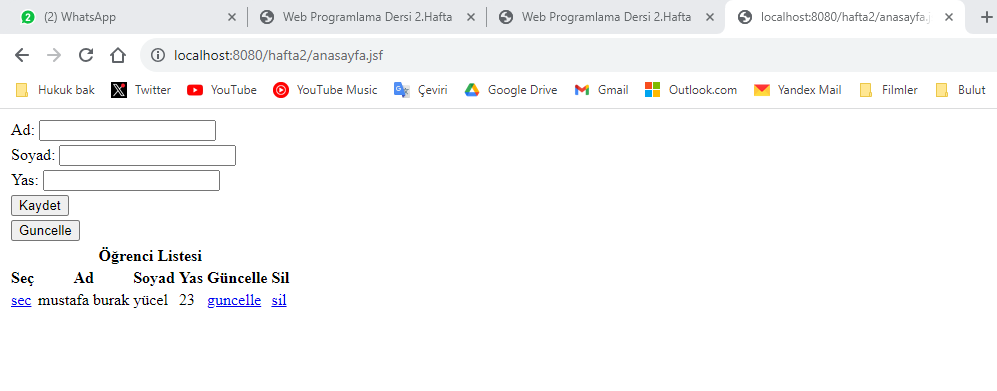 (2) WhatsApp
Web Programlama Dersi 2.Hafta
Web Programlama Dersi 2.Hafta
localhost:8080/hafta2/anasayfa.js
localhost:8080/hafta2/anasayfa.jsf
Hukuk bak
Twitter
YouTube
YouTube Music
Çeviri
Google Drive
Gmail
Outlook.com
Yandex Mail
Filmler
Bulut
Ad:
Soyad:
Yas:
Kaydet
Guncelle
Öğrenci Listesi
Seç Ad Soyad Yas Güncelle Sil
sec mustafa burak yücel 23 guncelle sil